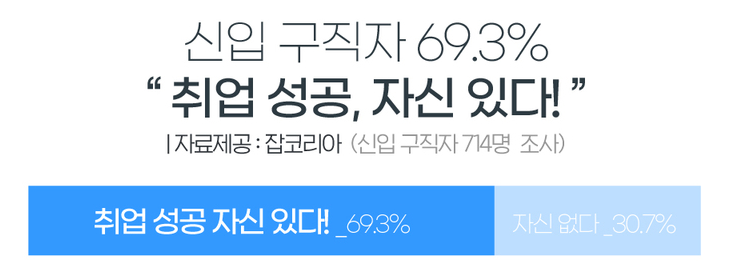 신입 구직자 69.3%
“ 취업 성공, 자신 있다! ”
| 자료제공 : 잡코리아 (신입 구직자 714명 조사)
취업 성공 자신 있다! _69.3% 자신 없다 _30.7%